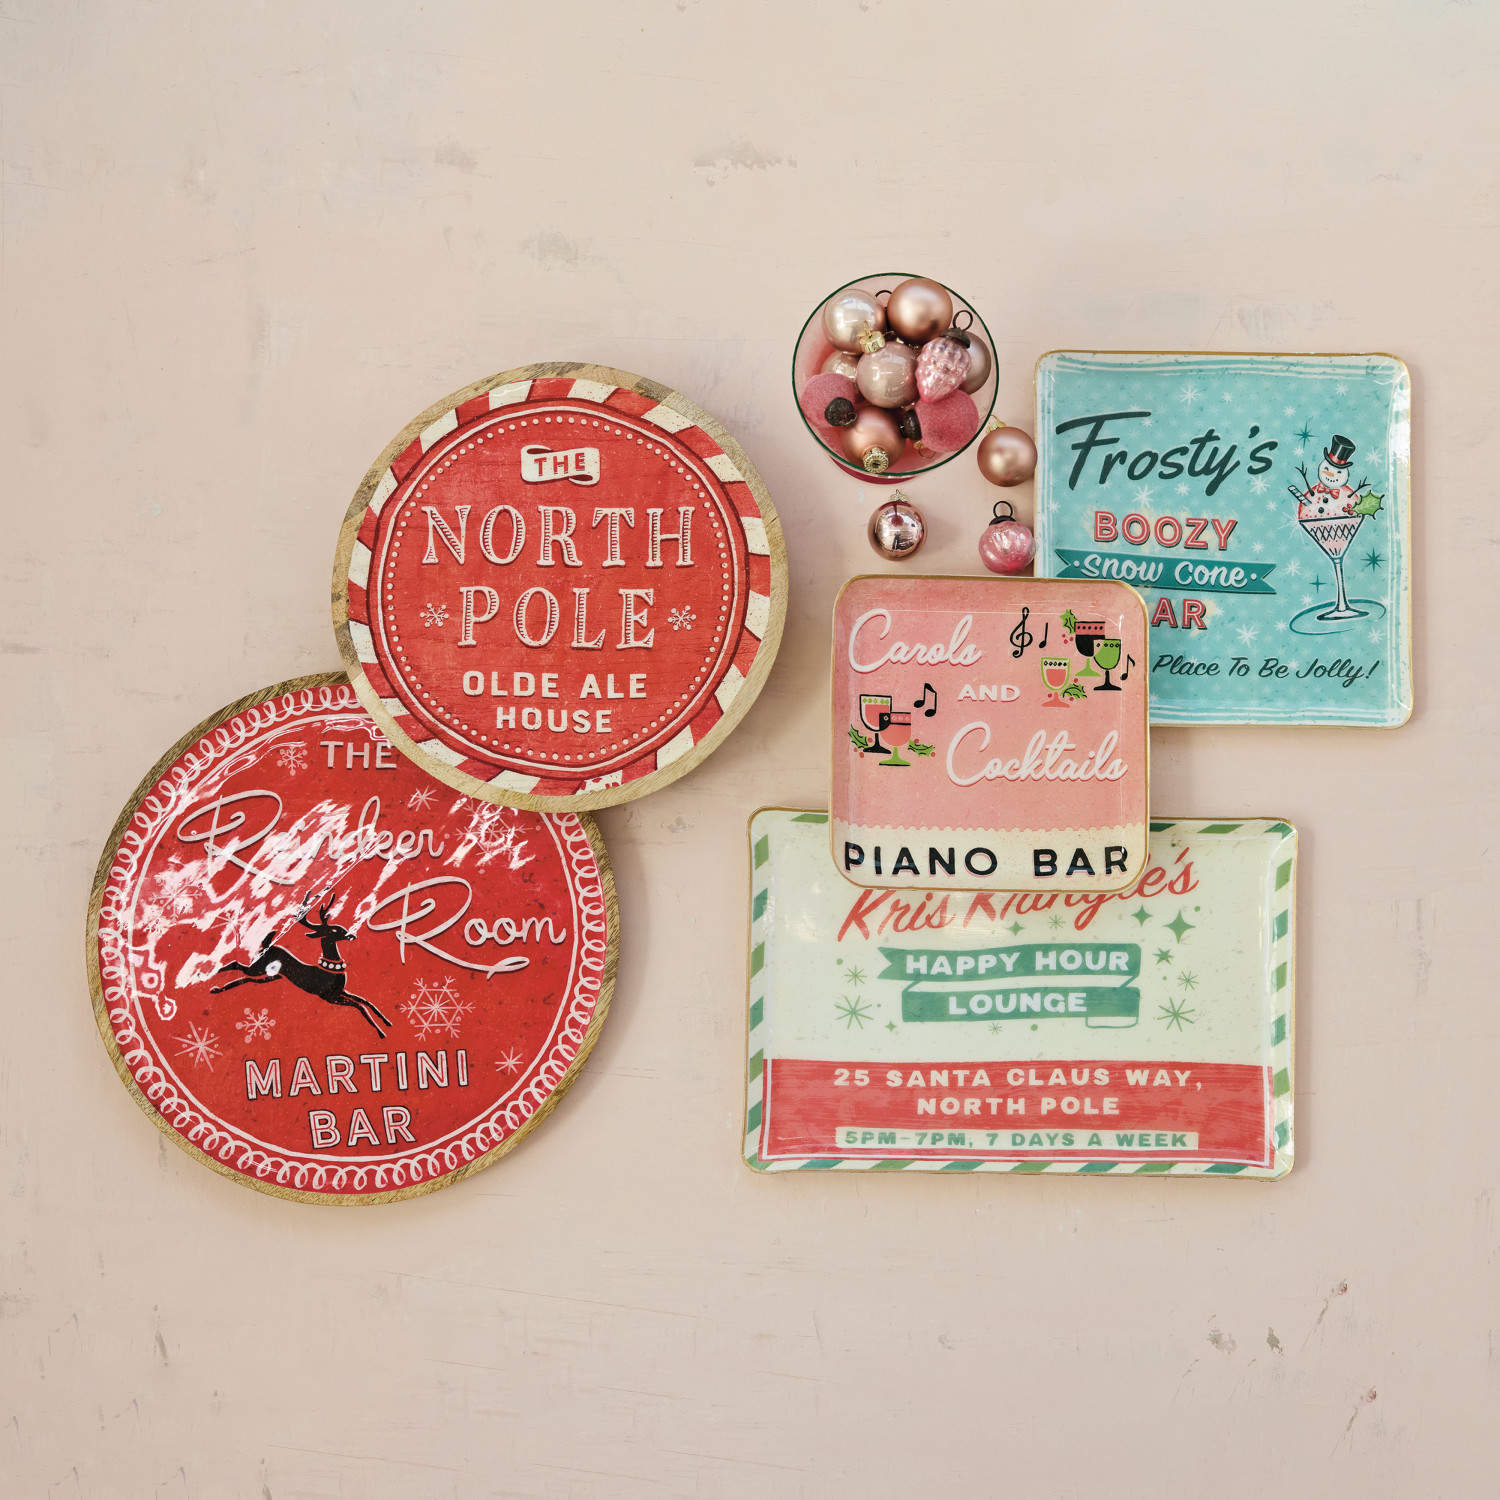 THE
NORTH
POLE
OLDE ALE
HOUSE
THE
Reindeer
Room
MARTINI
BAR
Frosty's
BOOZY
Snow Cone
AR
Place To Be Jolly!
Carols
AND
Cocktails
PIANO BAR
Kris Kringle's
HAPPY HOUR
LOUNGE
25 SANTA CLAUS WAY,
NORTH POLE
5PM-7PM, 7 DAYS A WEEK